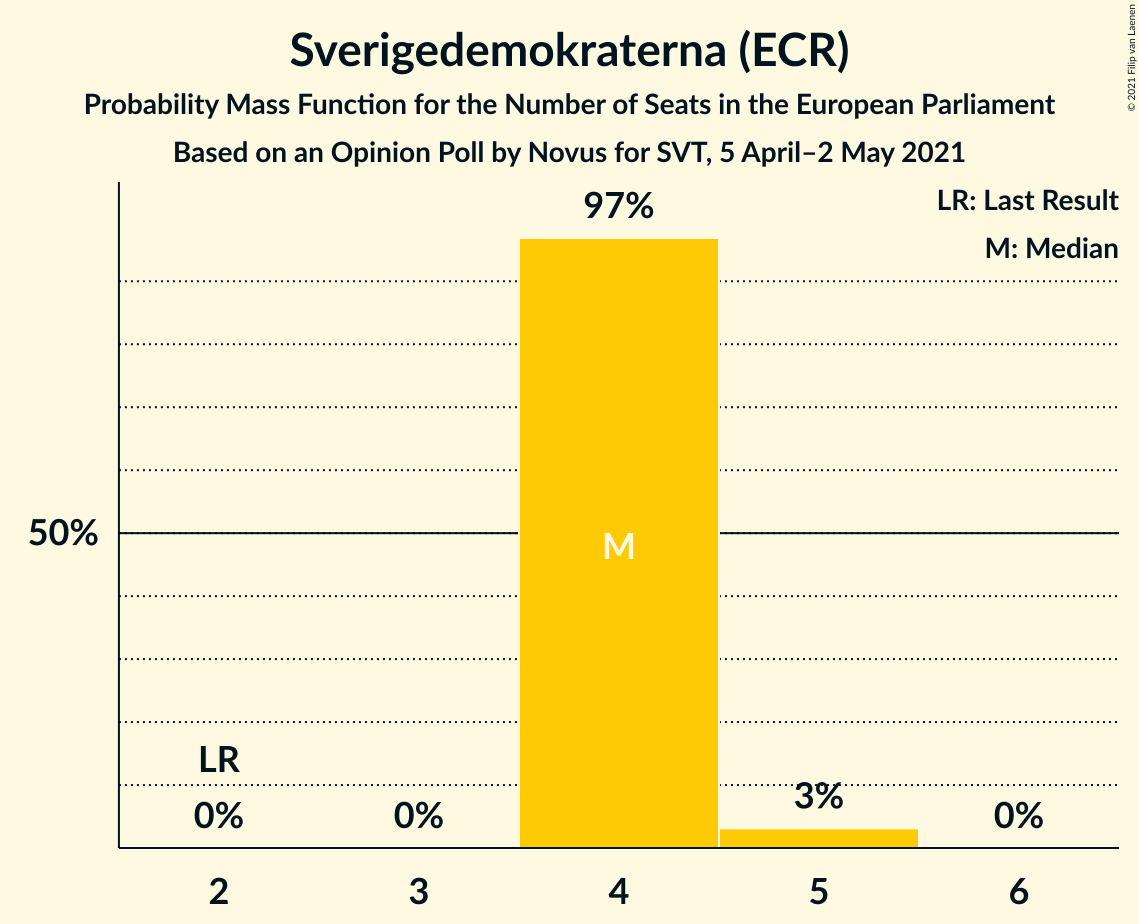 Sverigedemokraterna (ECR)
Probability Mass Function for the Number of Seats in the European Parliament
Based on an Opinion Poll by Novus for SVT, 5 April–2 May 2021
© 2021 Filip van Laenen
LR: Last Result
M: Median
97%
50%
M
LR
0%
0%
3%
0%
2
3
4
5
6